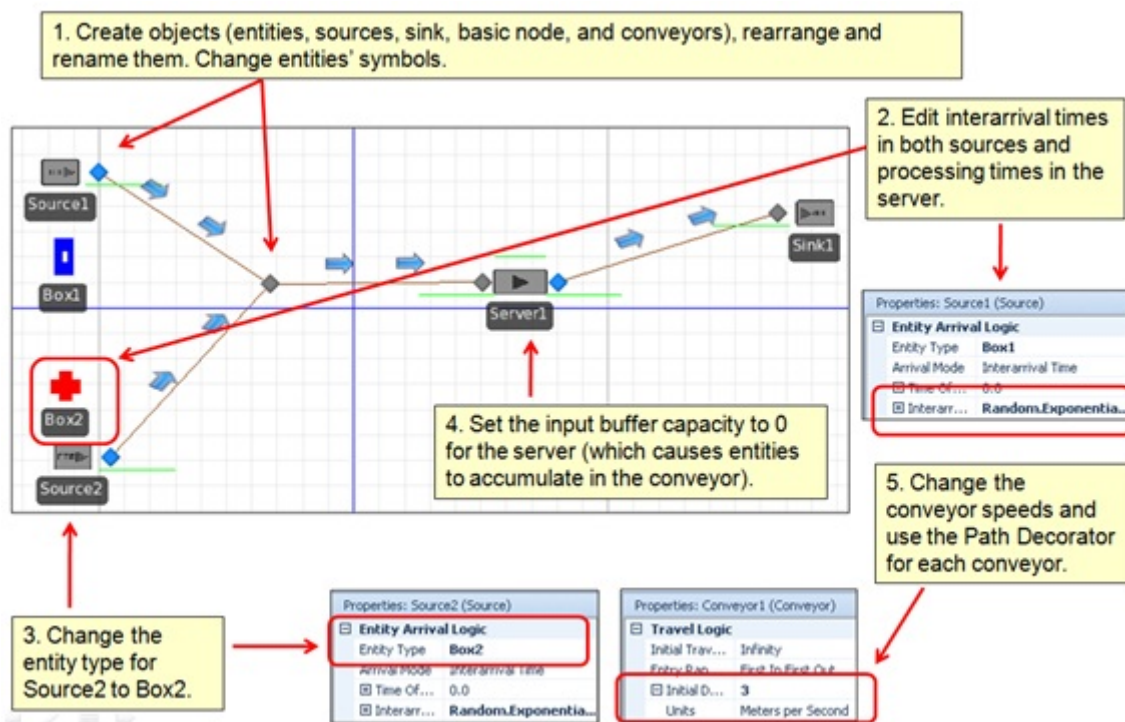 1. Create objects (entities, sources, sink, basic node, and conveyors), rearrange and
rename them. Change entities’ symbols.
2. Edit interarrival times
in both sources and
processing times in the
server.
Source1
Sink1
Box1
Server1
Properties: Source1 (Source)
Entity Arrival Logic
Entity Type Box1
Arrival Mode Interarrival Time
Time Of... 0.0
Interarr... Random.Exponentia...
Box2
4. Set the input buffer capacity to 0
for the server (which causes entities
to accumulate in the conveyor).
Source2
5. Change the
conveyor speeds and
use the Path Decorator
for each conveyor.
3. Change the
entity type for
Source2 to Box2.
Properties: Source2 (Source)
Entity Arrival Logic
Entity Type Box2
Arrival Mode Interarrival Time
Time Of... 0.0
Interarr... Random.Exponentia...
Properties: Conveyor1 (Conveyor)
Travel Logic
Initial Trav... Infinity
Entry Ran... First In First Out
Initial D... 3
Units Meters per Second